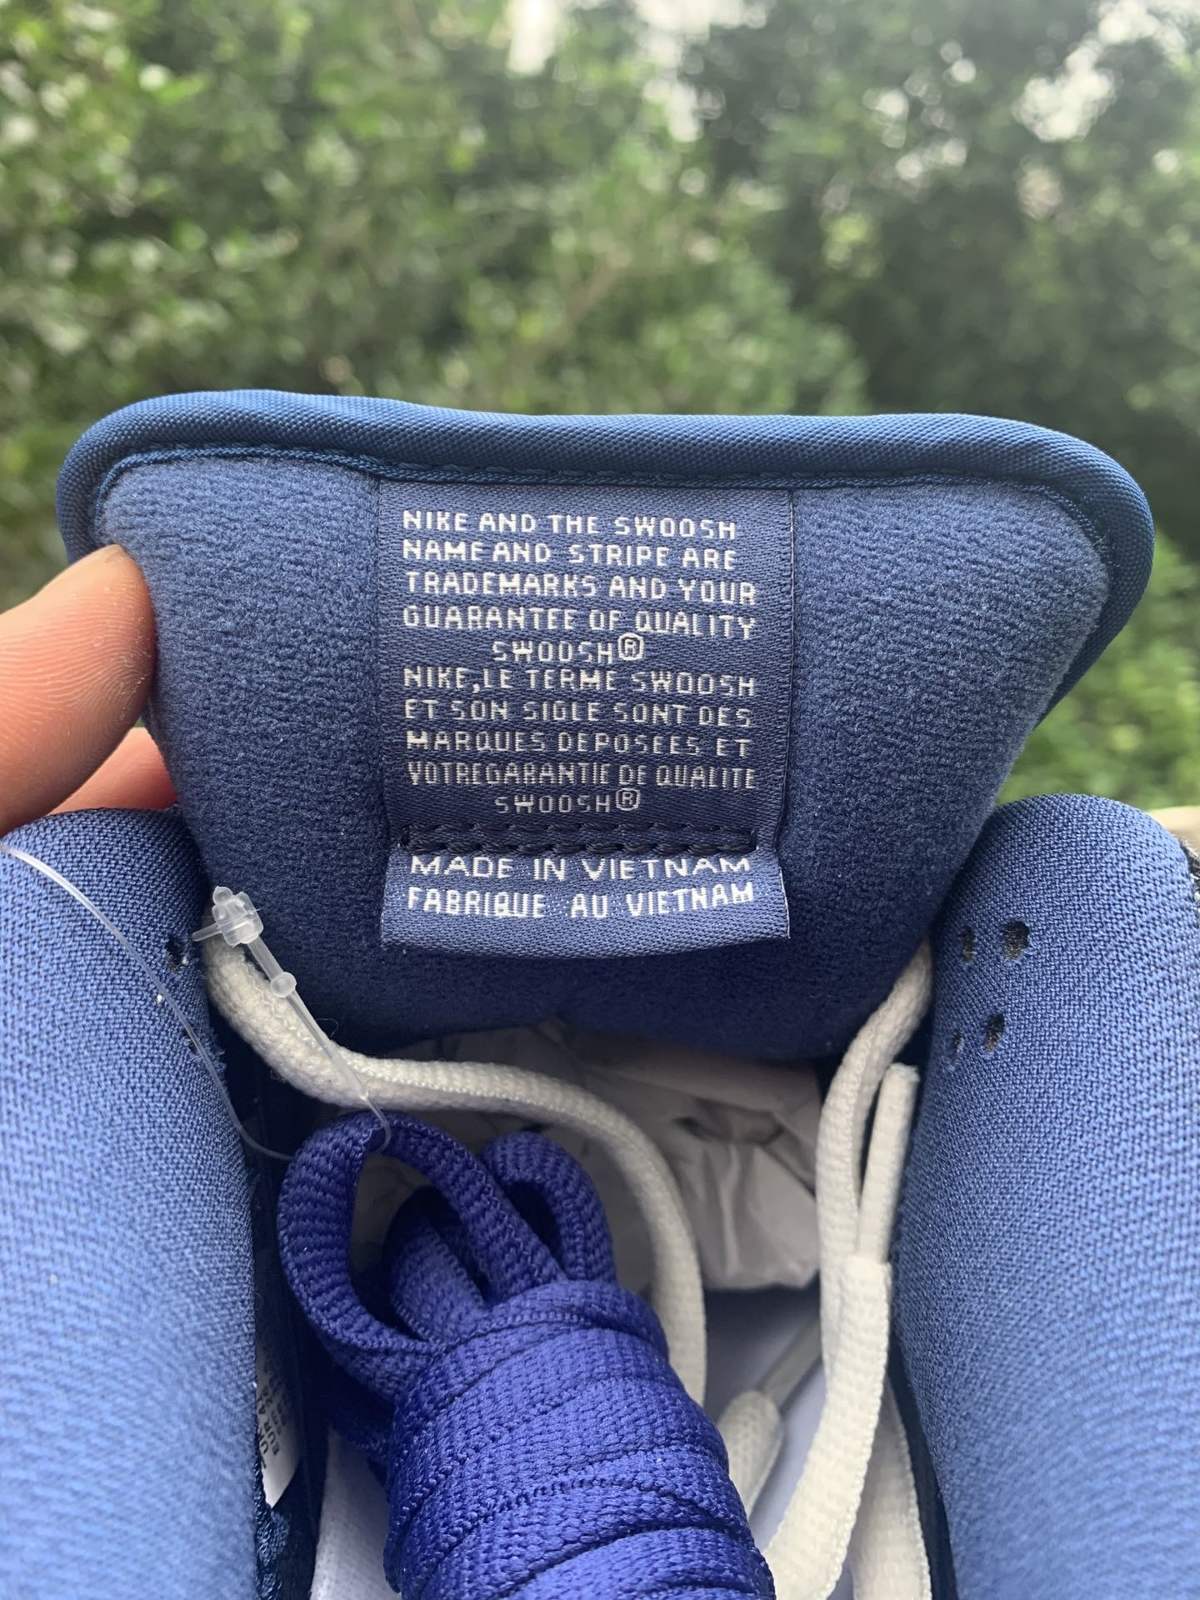 NIKE AND THE SWOOSH
NAME AND STRIPE ARE
TRADEMARKS AND YOUR
GUARANTEE OF QUALITY
SWOOSH®
NIKE,LE TERME SWOOSH
ET SON SIGLE SONT DES
MARQUES DEPOSEES ET
VOTREGARANTIE DE QUALITE
SWOOSH®
MADE IN VIETNAM
FABRIQUE AU VIETNAM